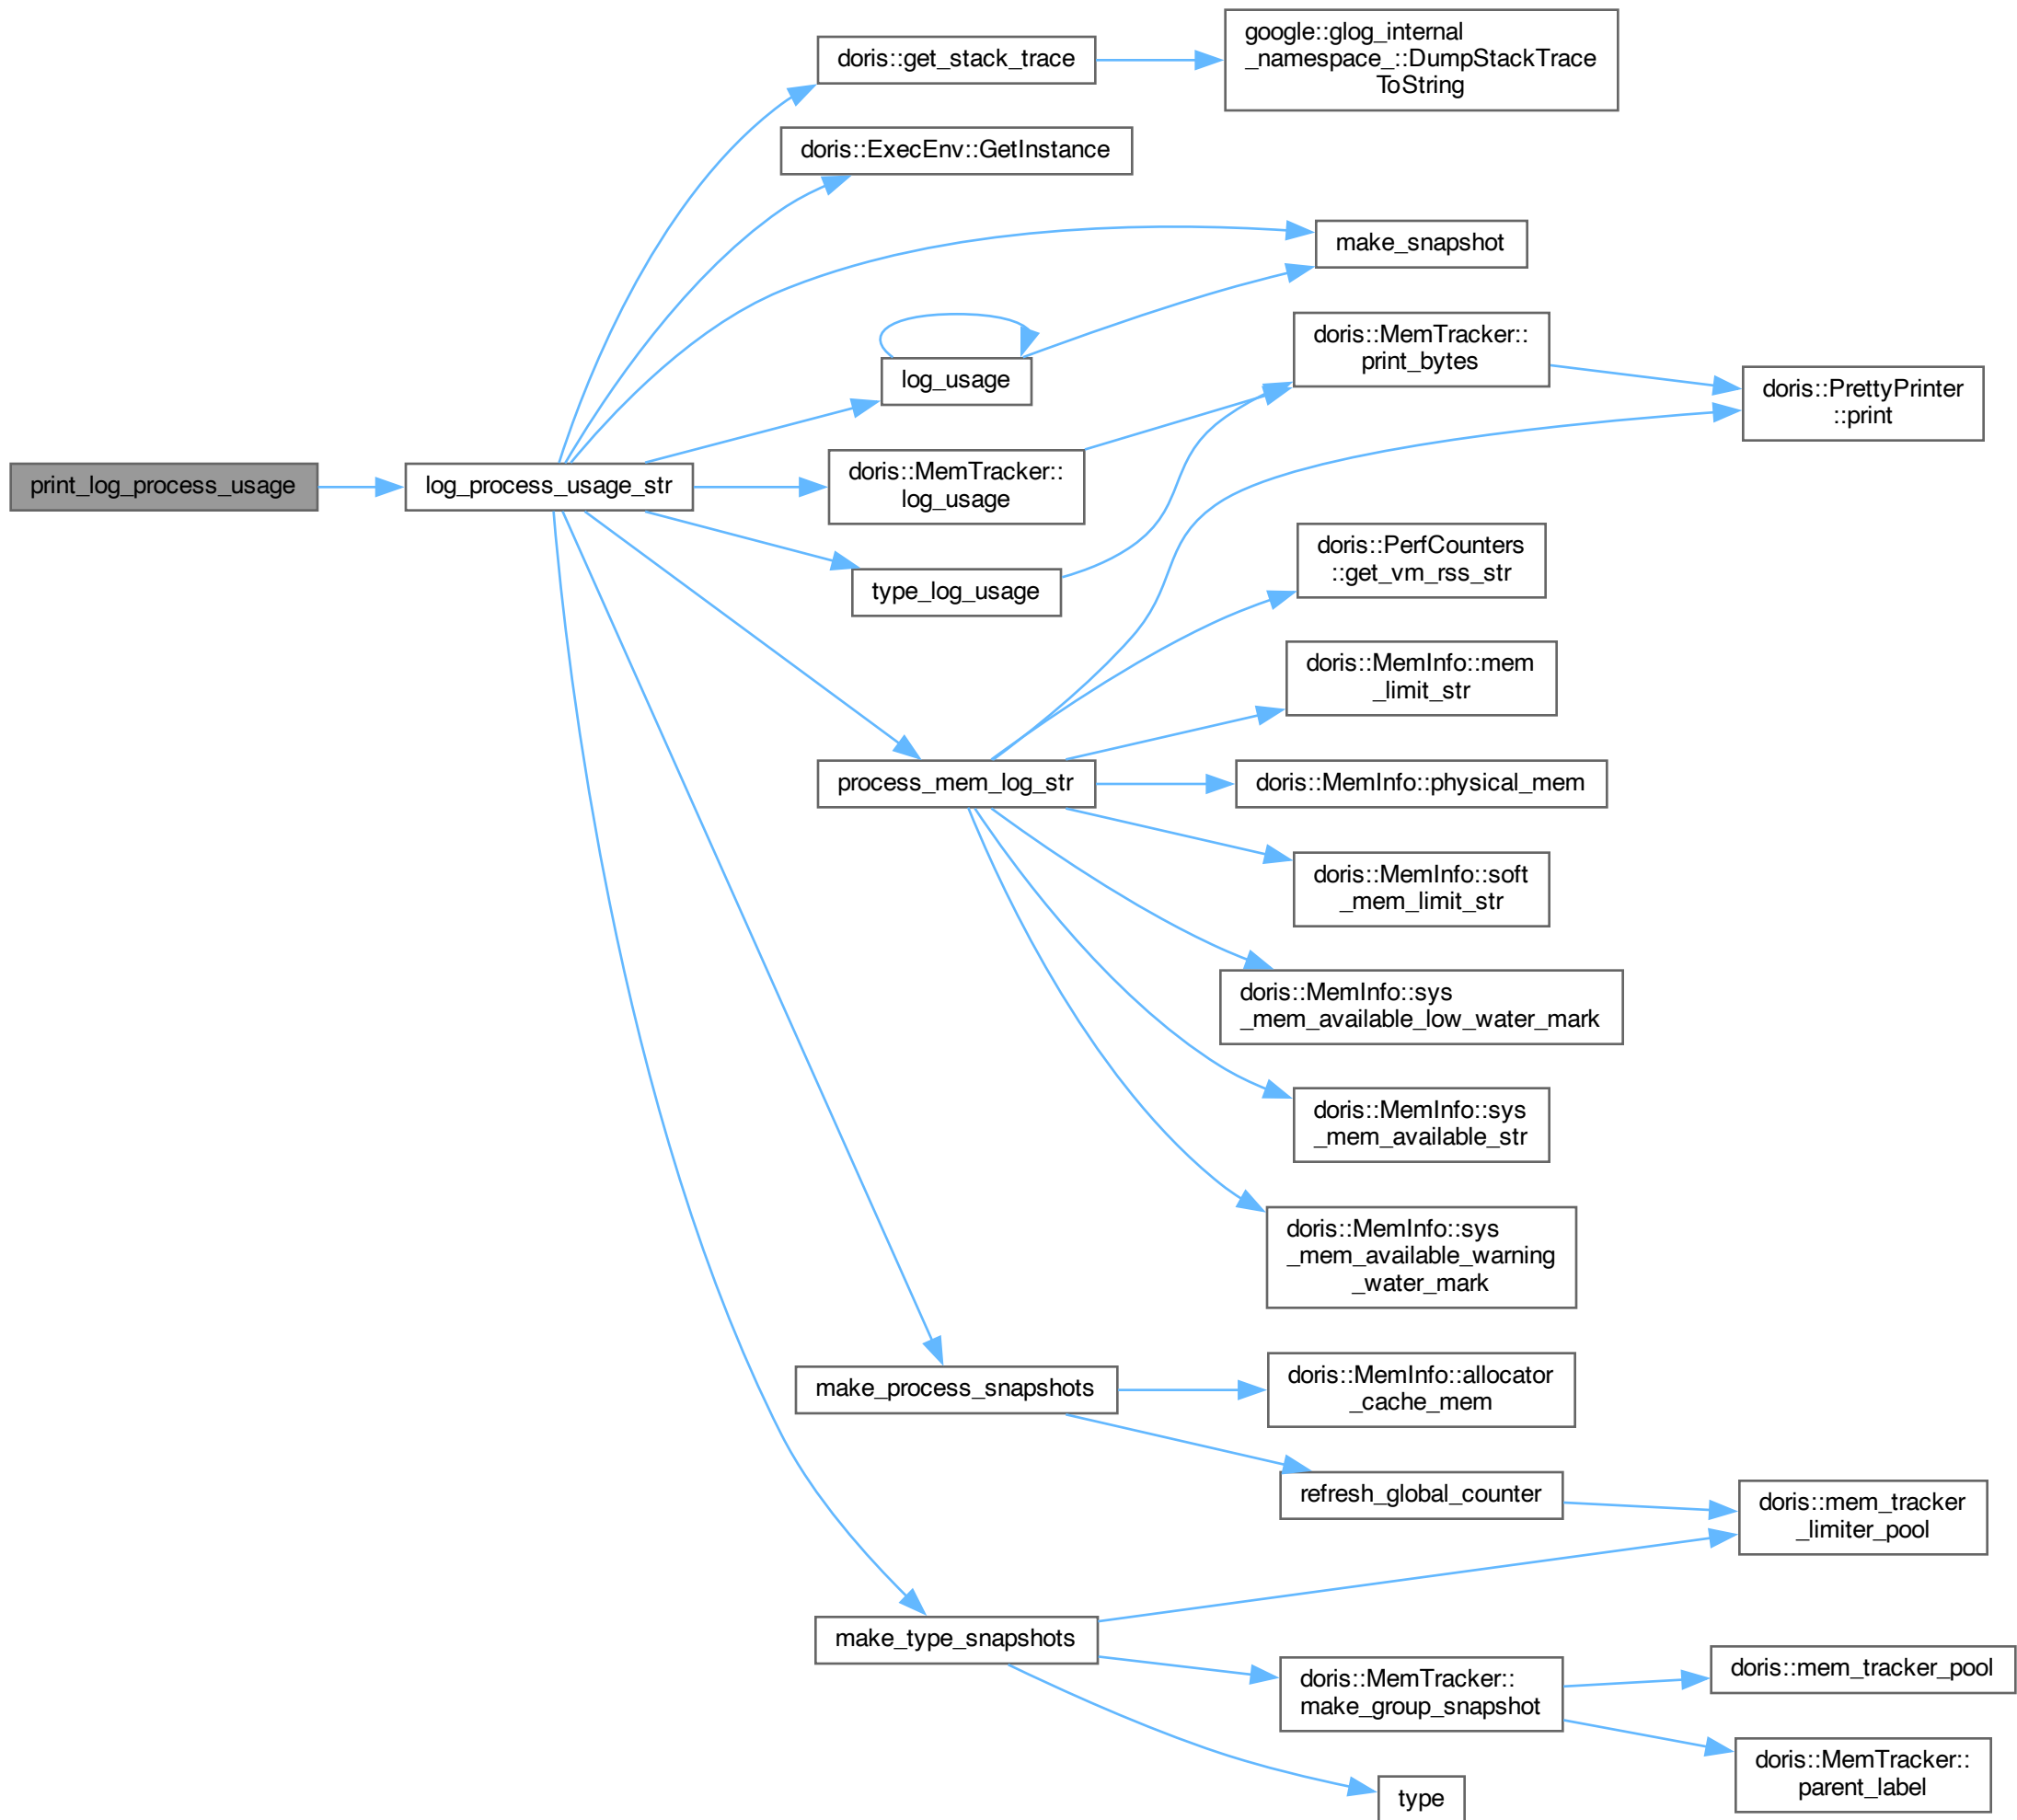 doris::get_stack_trace
google::glog_internal
_namespace_::DumpStackTrace
ToString
doris::ExecEnv::GetInstance
make_snapshot
doris::MemTracker::
print_bytes
log_usage
doris::PrettyPrinter
::print
print_log_process_usage
log_process_usage_str
doris::MemTracker::
log_usage
doris::PerfCounters
::get_vm_rss_str
type_log_usage
doris::MemInfo::mem
_limit_str
process_mem_log_str
doris::MemInfo::physical_mem
doris::MemInfo::soft
_mem_limit_str
doris::MemInfo::sys
_mem_available_low_water_mark
doris::MemInfo::sys
_mem_available_str
doris::MemInfo::sys
_mem_available_warning
_water_mark
make_process_snapshots
doris::MemInfo::allocator
_cache_mem
refresh_global_counter
doris::mem_tracker
_limiter_pool
make_type_snapshots
doris::MemTracker::
make_group_snapshot
doris::mem_tracker_pool
doris::MemTracker::
parent_label
type